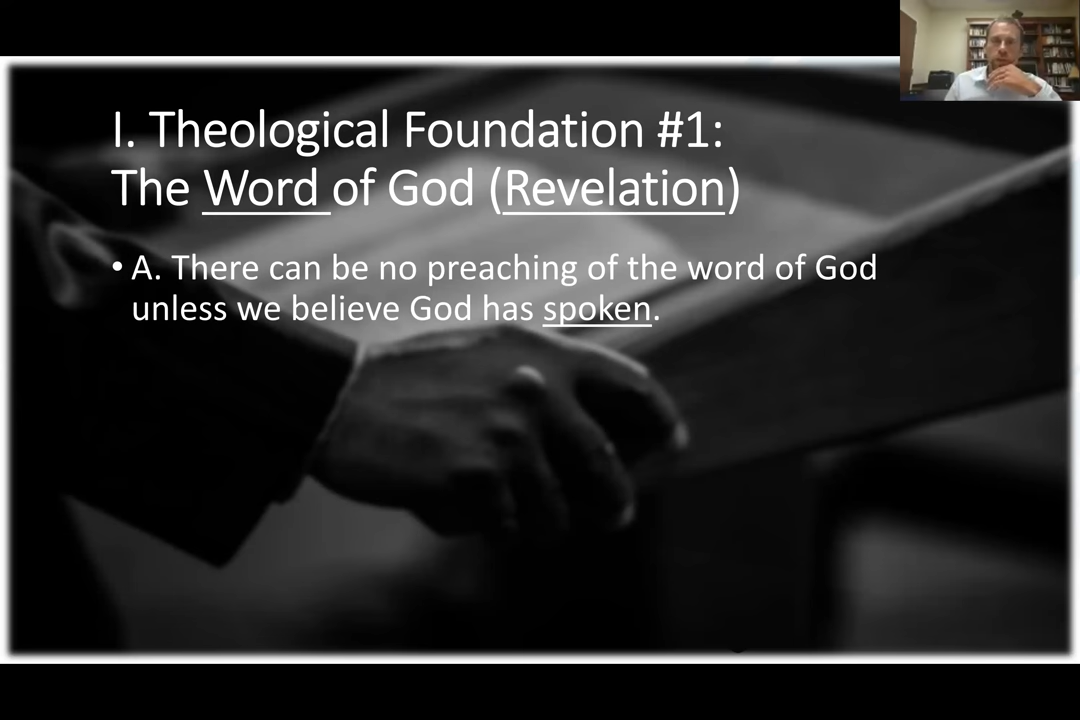 I. Theological Foundation #1:
The Word of God (Revelation)
• A. There can be no preaching of the word of God
unless we believe God has spoken.